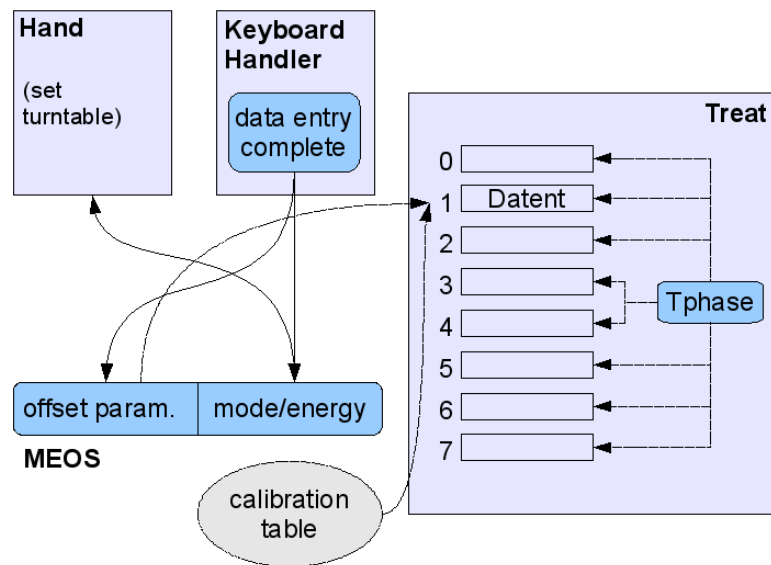 Hand
(set
turntable)
Keyboard
Handler
data entry
complete
Treat
0
1 Datent
2
3
4
5
6
7
Tphase
offset param.
mode/energy
MEOS
calibration
table